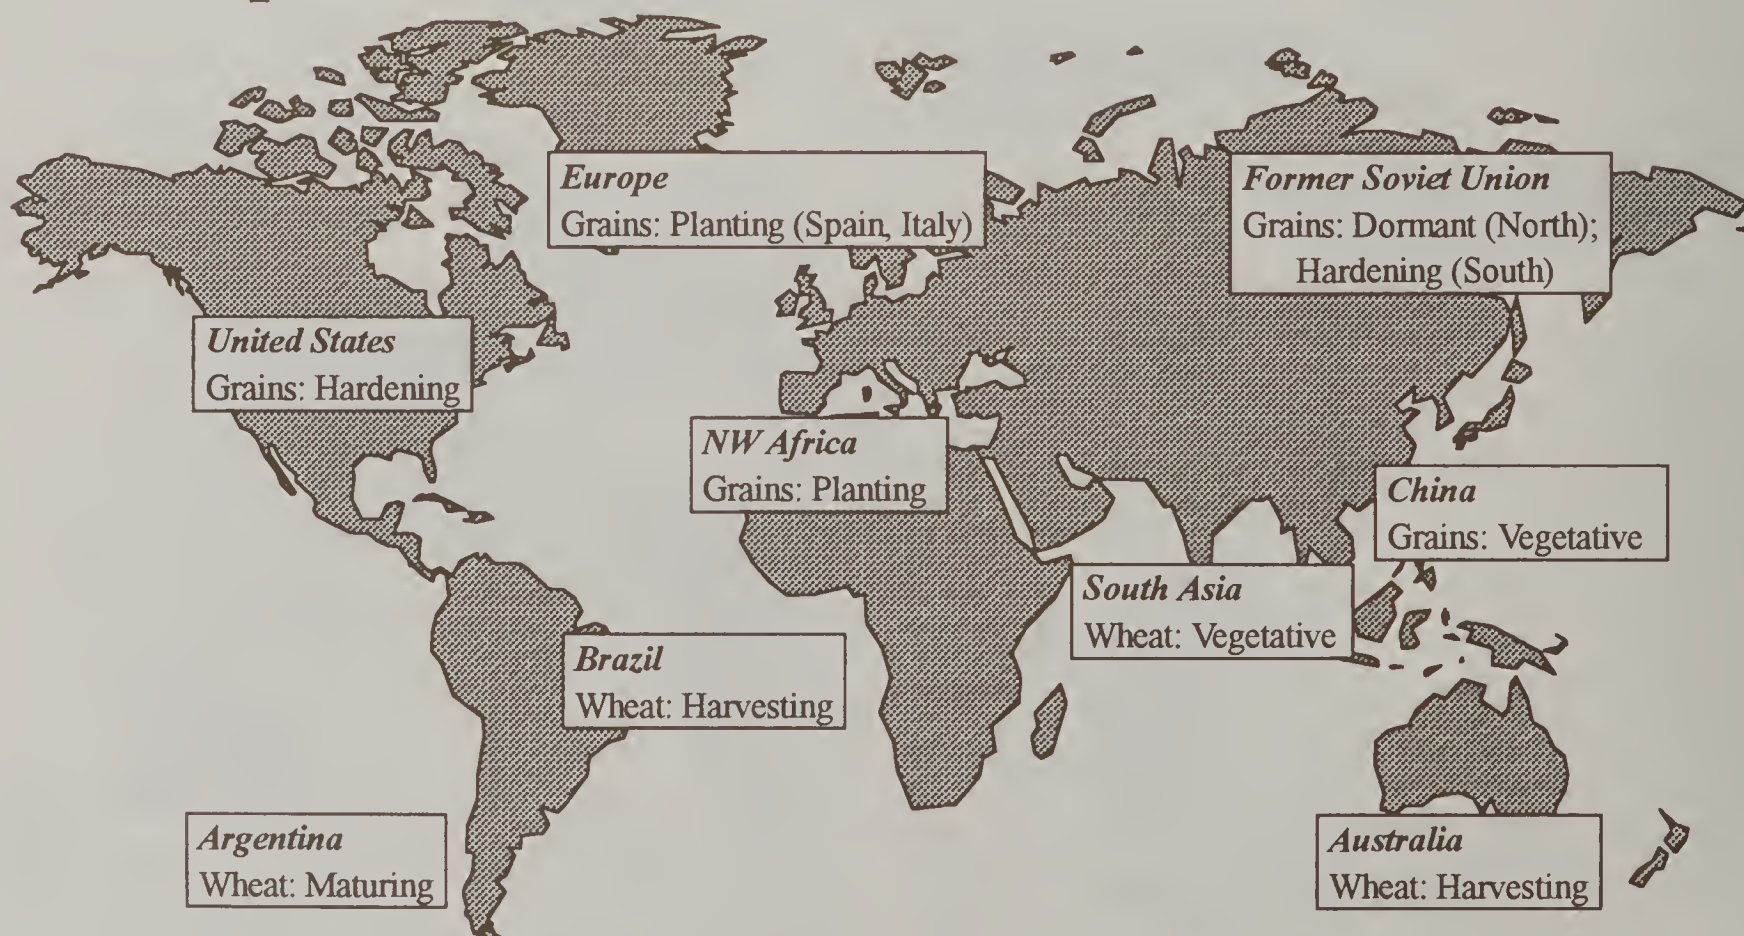 Europe
Grains: Planting (Spain, Italy)
Former Soviet Union
Grains: Dormant (North);
Hardening (South)
United States
Grains: Hardening
NW Africa
Grains: Planting
China
Grains: Vegetative
South Asia
Wheat: Vegetative
Brazil
Wheat: Harvesting
Argentina
Wheat: Maturing
Australia
Wheat: Harvesting